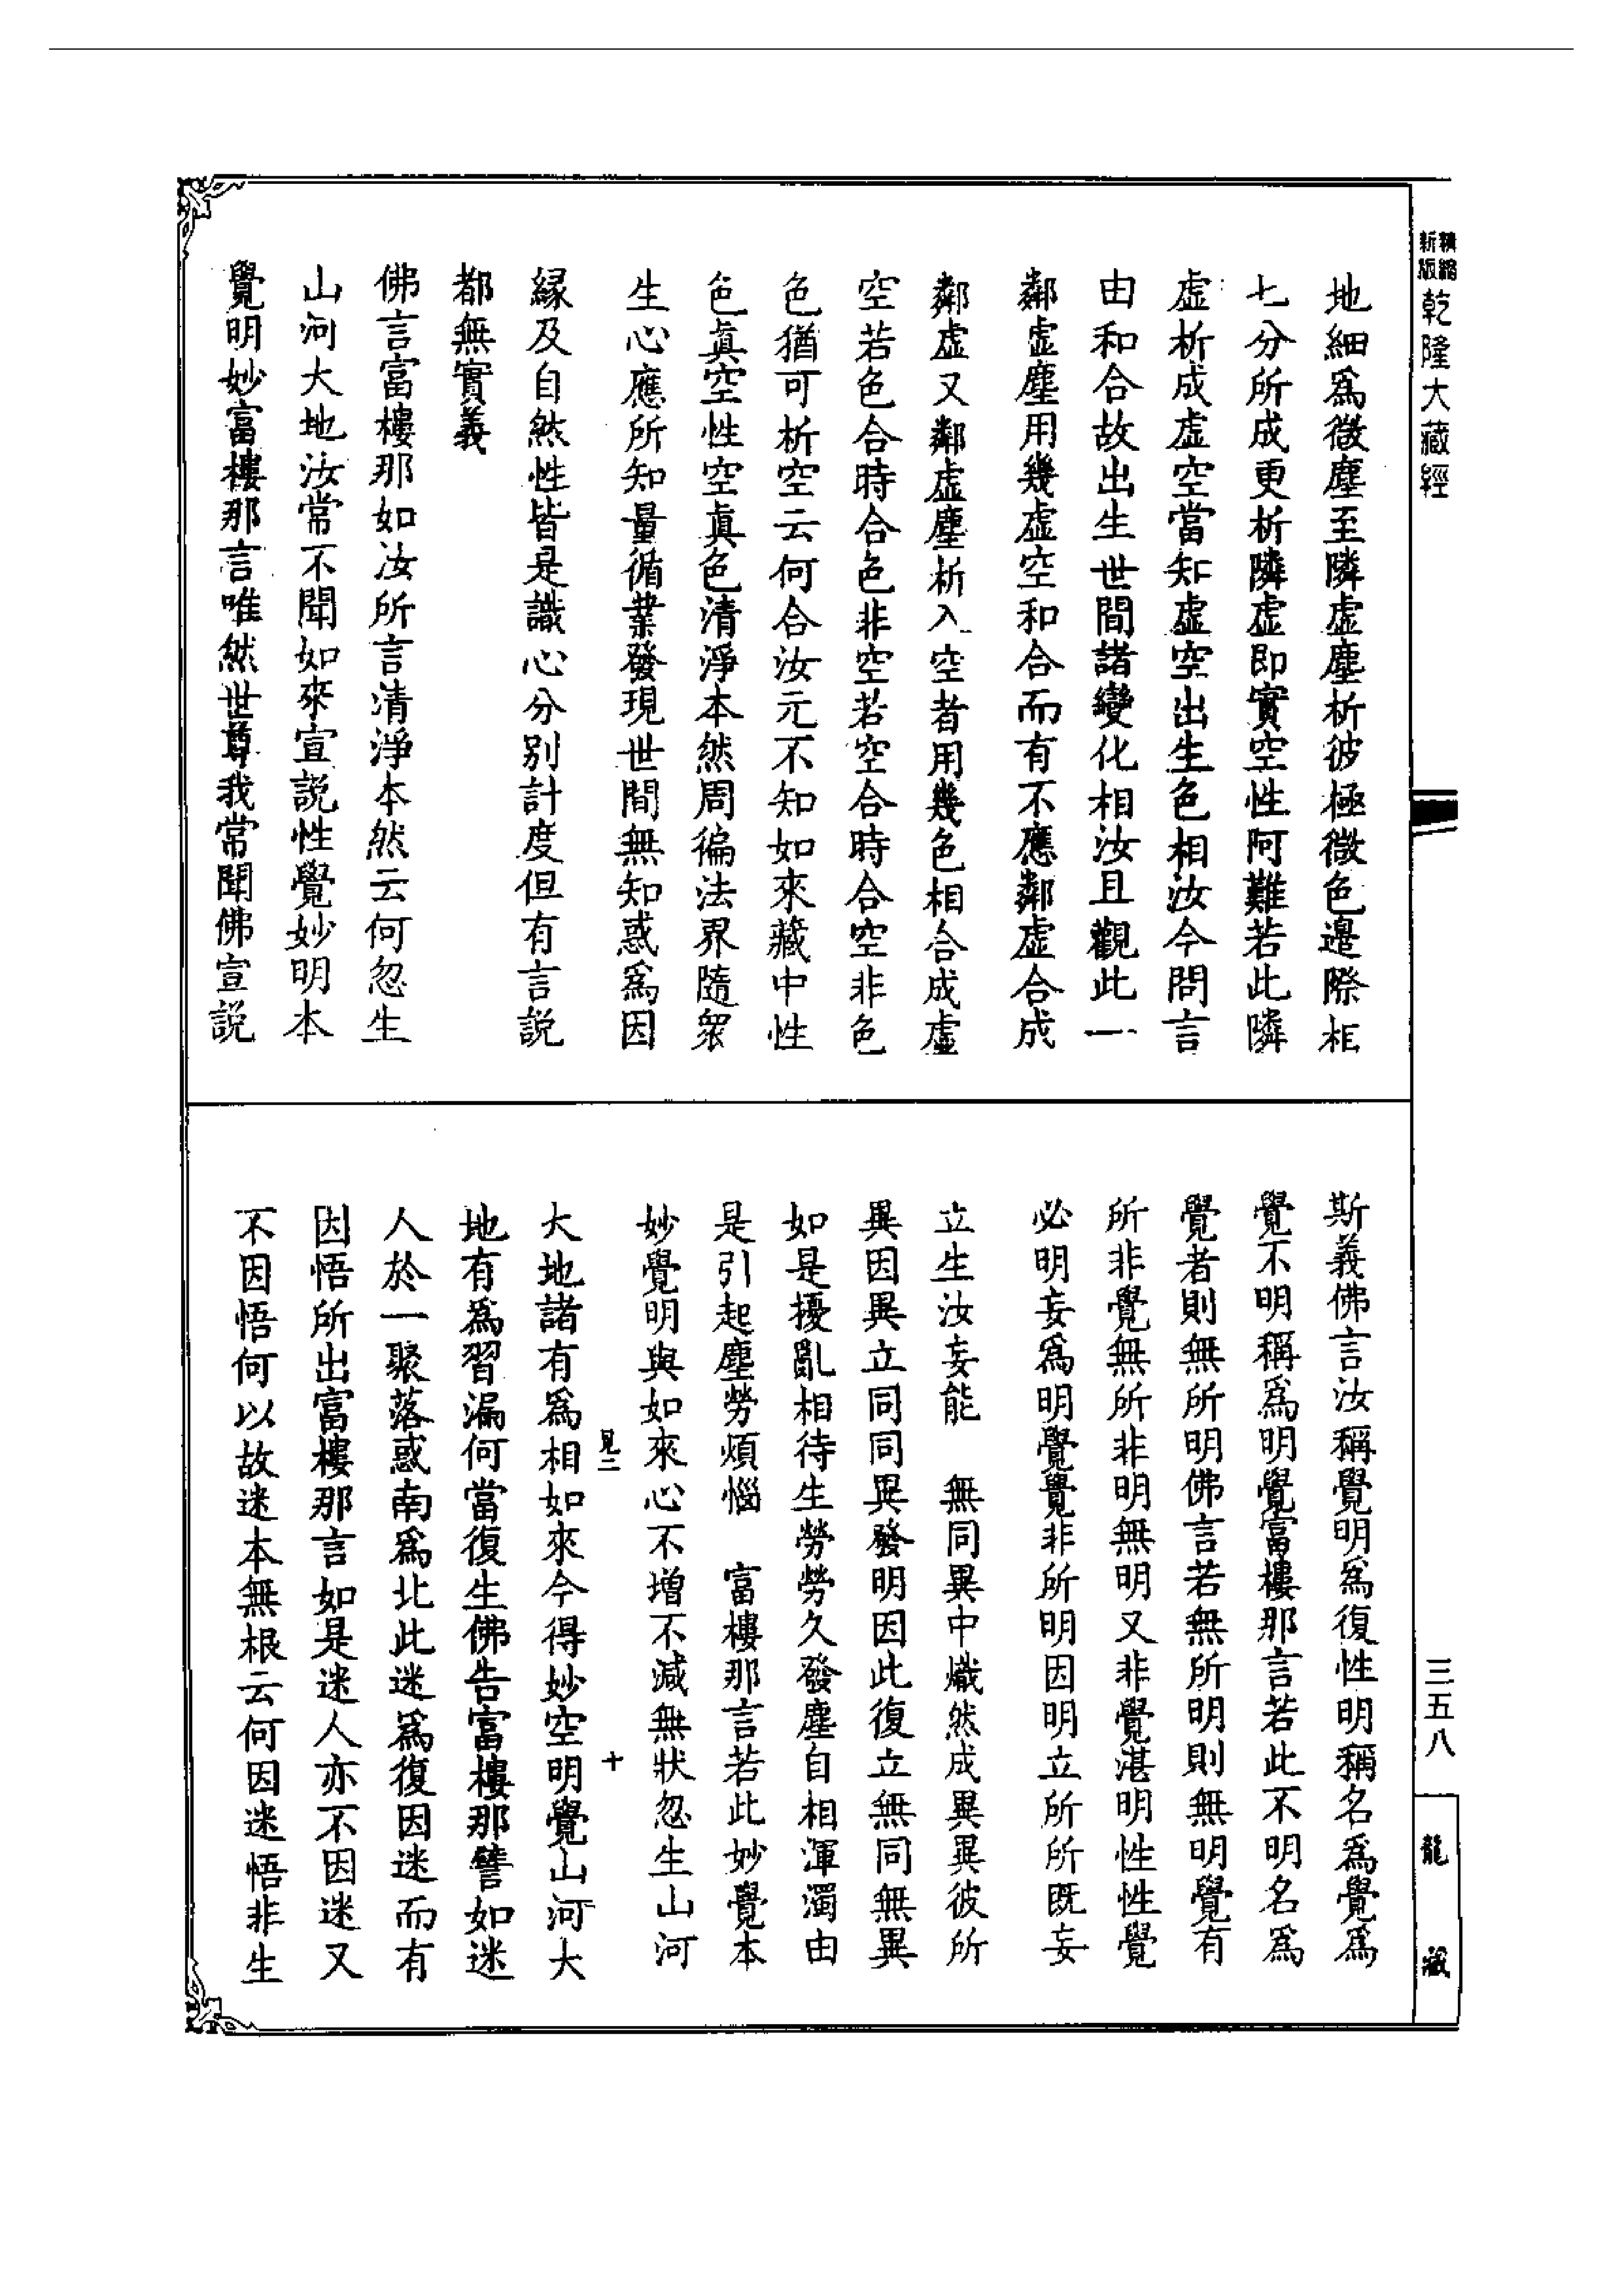 新版精縮乾隆大藏經
地細爲微塵至隣虛塵析彼極微色邊際相
七分所成更析隣虛即實空性阿難若此隣
虛析成虛空當知虛空出生色相汝今問言
由和合故出生世間諸變化相汝且觀此一
鄰虛塵用幾虛空和合而有不應鄰虛合成
鄰虛又鄰虛塵析入空者用幾色相合成虛
空若色合時合色非空若空合時合空非色
色猶可析空云何合汝元不知如來藏中性
色眞空性空眞色清淨本然周徧法界隨衆
生心應所知量循業發現世間無知惑爲因
緣及自然性皆是識心分別計度但有言說
都無實義
佛言富樓那如汝所言清淨本然云何忽生
山河大地汝常不聞如來宣説性覺妙明本
覺明妙富樓那言唯然世尊我常聞佛宣説
斯義佛言汝稱覺明爲復性明稱名爲覺爲
覺不明稱爲明覺富樓那言若此不明名爲
覺者則無所明佛言若無所明則無明覺有
所非覺無所非明無明又非覺湛明性性覺
必明妄爲明覺覺非所明因明立所所既妄
立生汝妄能 無同異中熾然成異異彼所
異因異立同同異發明因此復立無同無異
如是擾亂相待生勞勞久發塵自相渾濁由
是引起塵勞煩惱 富樓那言若此妙覺本
妙覺明與如來心不增不減無狀忽生山河
見二 十
大地諸有爲相如來今得妙空明覺山河大
地有爲習漏何當復生佛告富樓那譬如迷
人於一聚落惑南爲北此迷爲復因迷而有
因悟所出富樓那言如是迷人亦不因迷又
不因悟何以故迷本無根云何因迷悟非生
三五八
龍藏